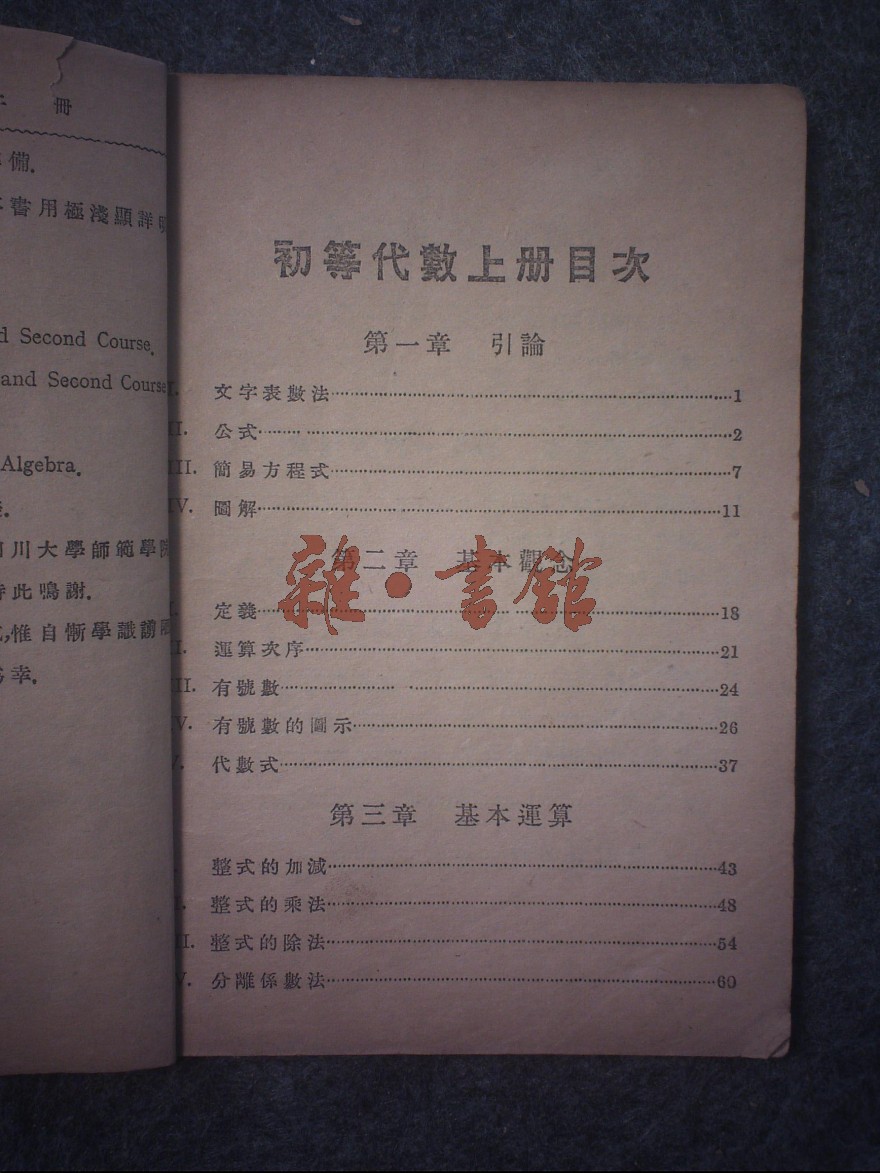 冊
備.
書用極淺顯詳
Second Course.
and Second Course
Algebra.
川大學師範學院
此鳴謝.
惟自慚學識
幸.
初等代數上册目次
第一章 引論
I. 文字表數法 1
II. 公式 2
III. 簡易方程式 7
IV. 圖解 11
第二章 基本觀念
雜·書館
I. 定義 18
II. 運算次序 21
III. 有號數 24
IV. 有號數的圖示 26
V. 代數式 37
第三章 基本運算
整式的加減 43
I. 整式的乘法 48
II. 整式的除法 54
V. 分離係數法 60